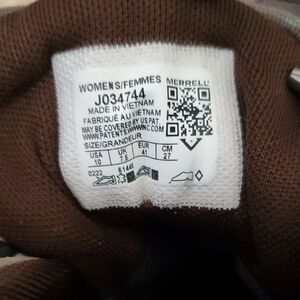 WOMENS/FEMMES MERRELL
J034744
MADE IN VIETNAM
FABRIQUÉ AU VIETNAM
MAY BE COVERED BY US PAT.
SIZE/GRANDEUR
USA UK EUR CM
10 7.5 41 27
0222 61446